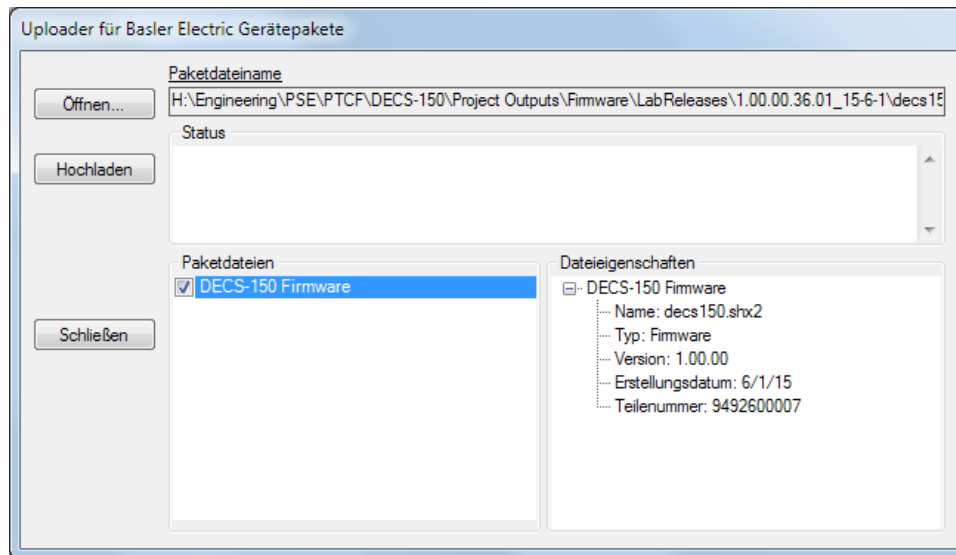 Uploader für Basler Electric Gerätepakete
Paketdateiname
Öffnen...
H:\Engineering\PSE\PTCF\DECS-150\Project Outputs\Firmware\LabReleases\1.00.00.36.01_15-6-1\decs15
Status
Hochladen
Paketdateien
DECS-150 Firmware
Schließen
Dateieigenschaften
DECS-150 Firmware
Name: decs150.shx2
Typ: Firmware
Version: 1.00.00
Erstellungsdatum: 6/1/15
Teilenummer: 9492600007